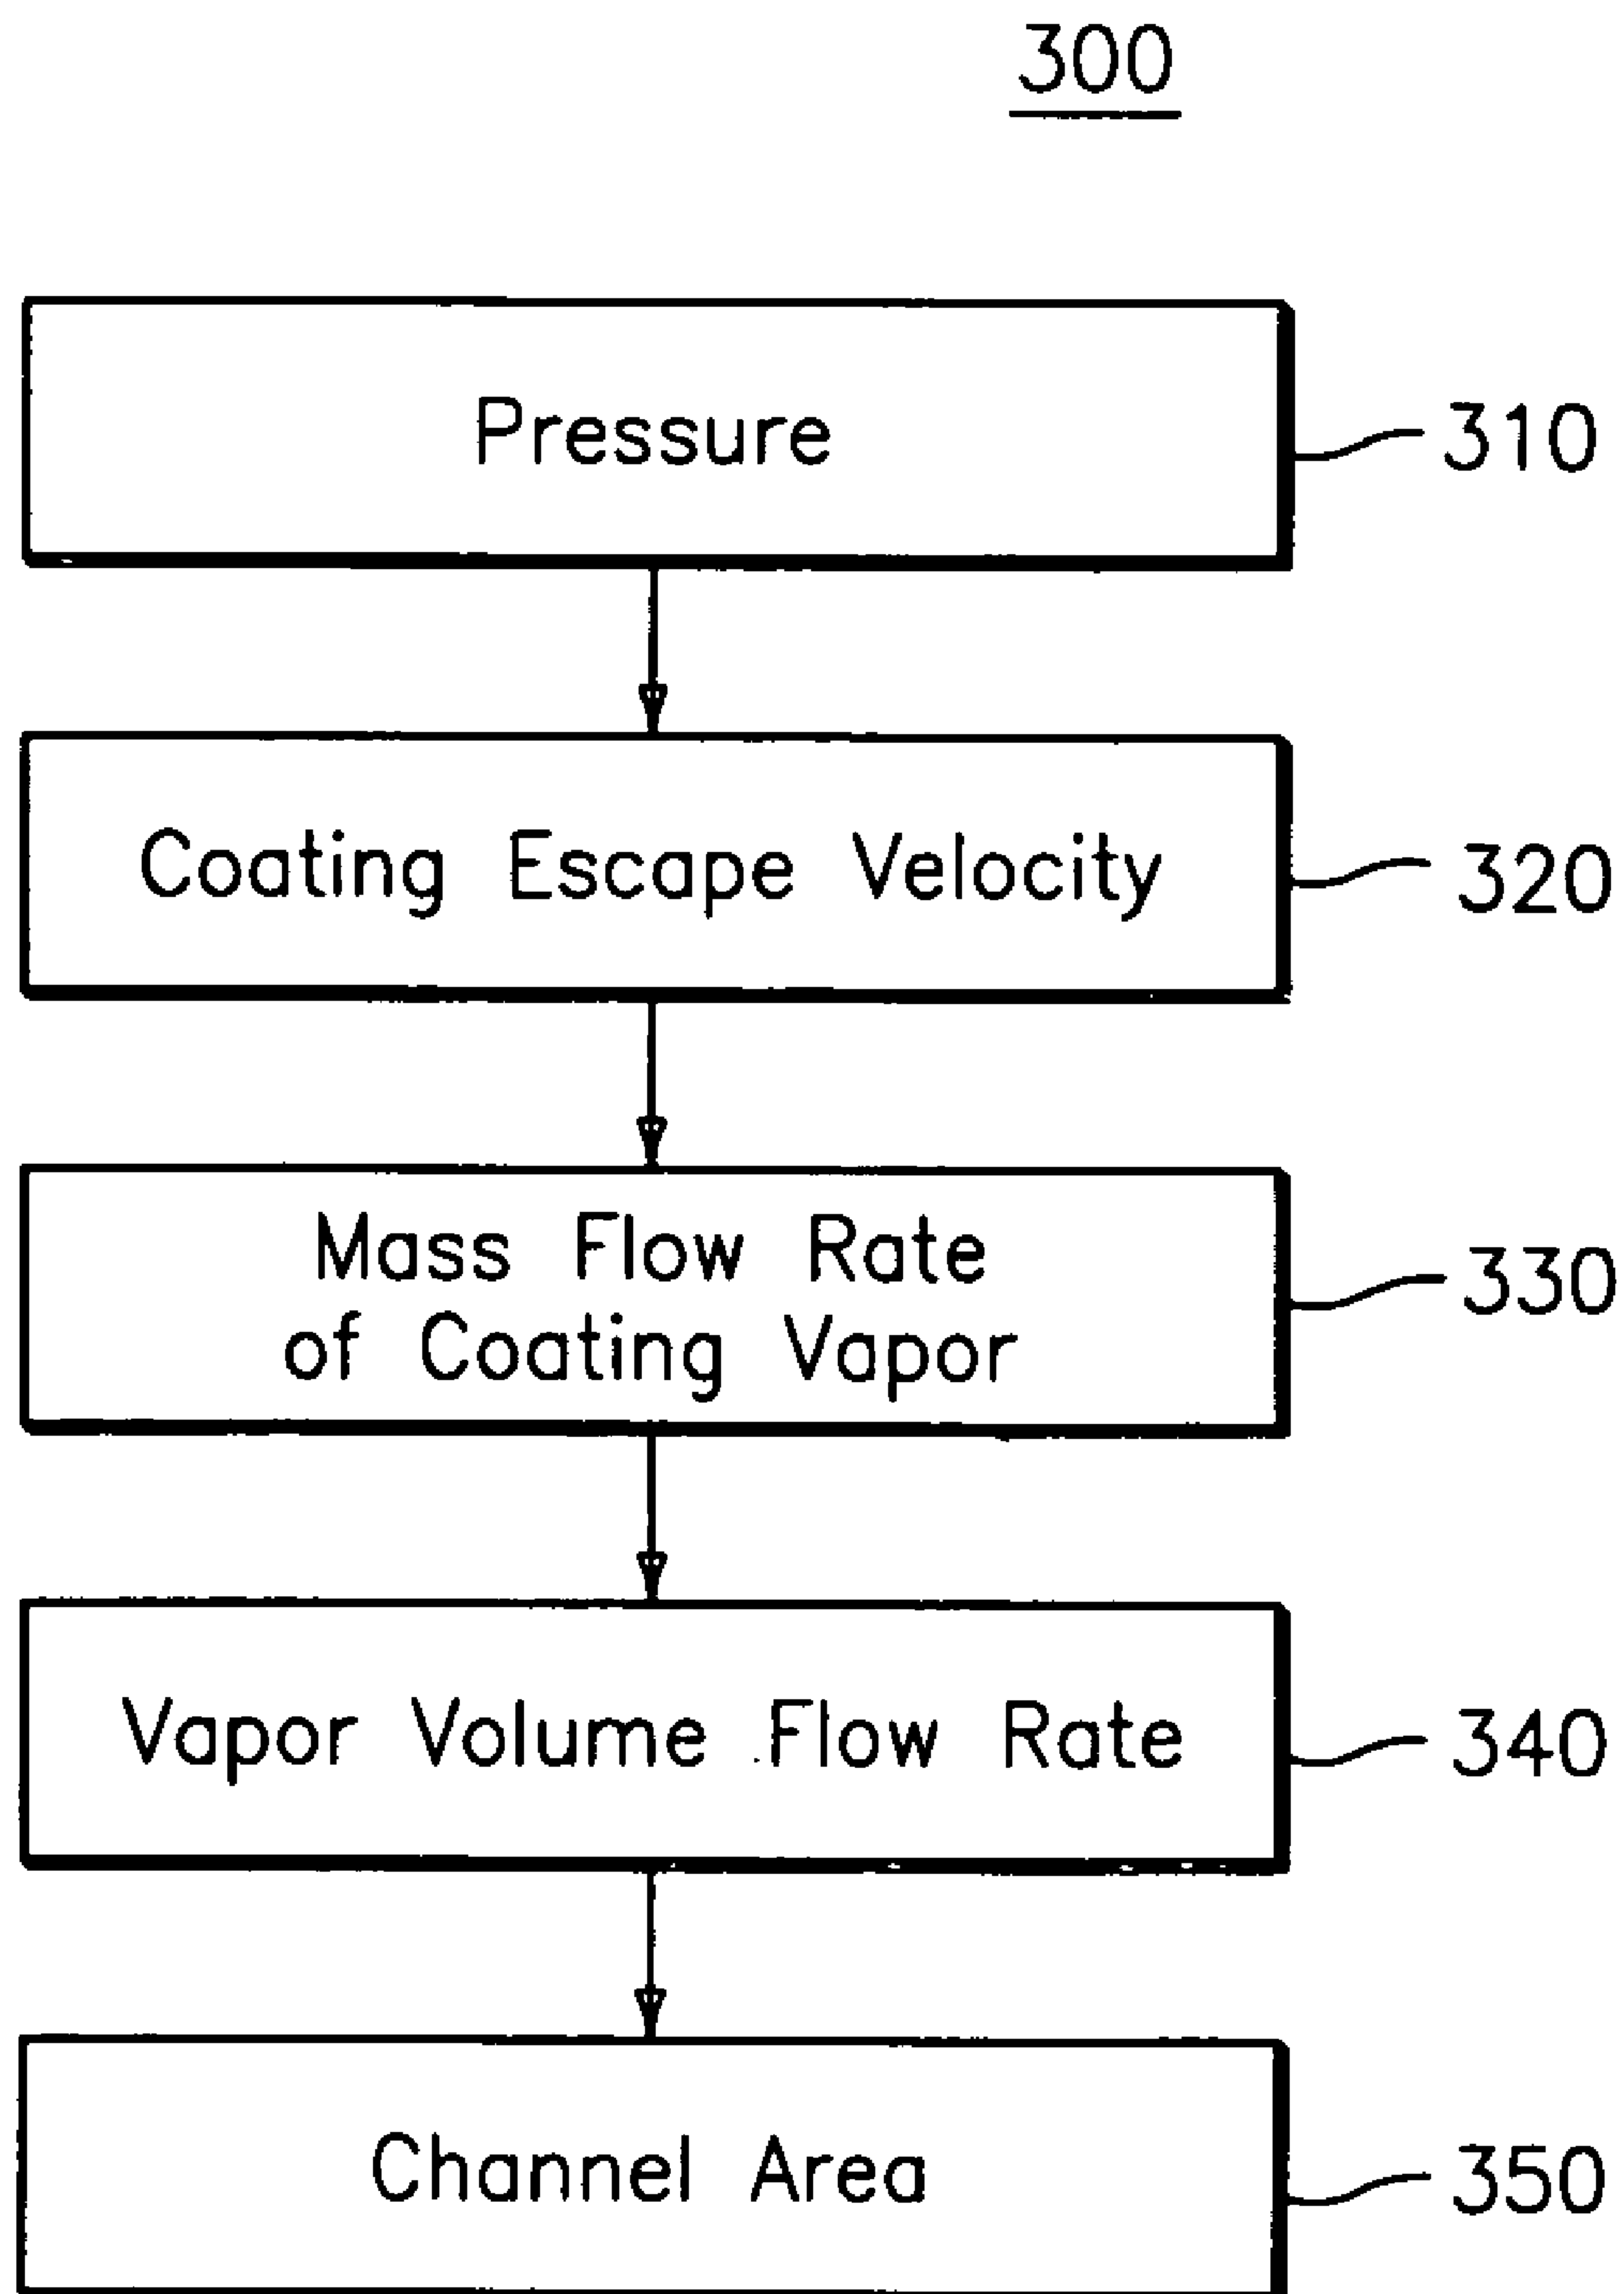 300
Pressure
310
Coating Escape Velocity
320
Mass Flow Rate
of Coating Vapor
330
Vapor Volume Flow Rate
340
Channel Area
350